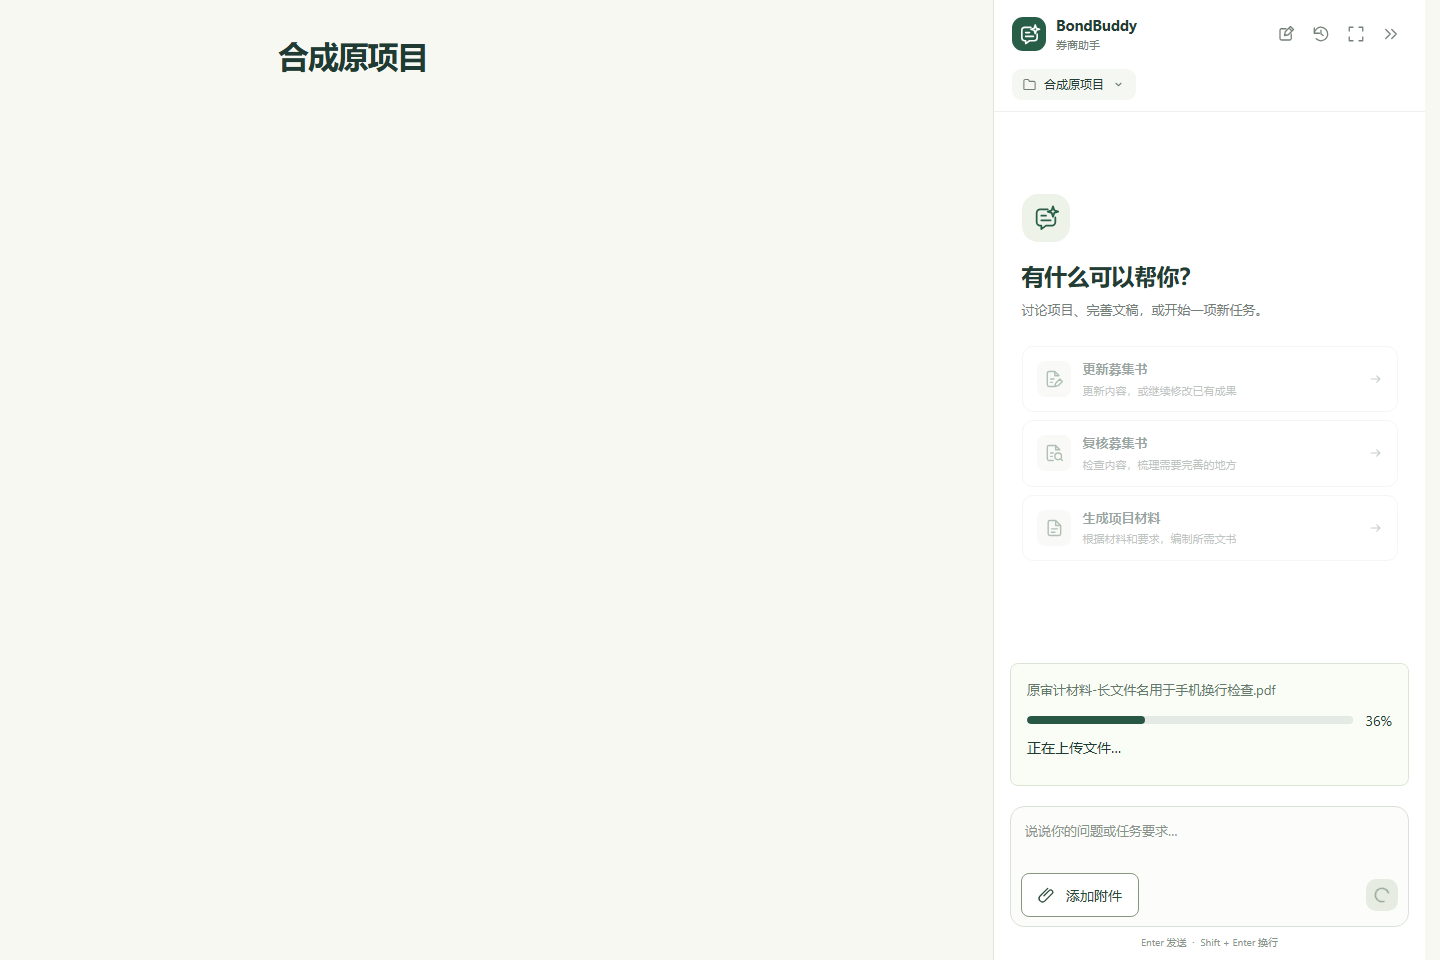 合成原项目
BondBuddy
券商助手
合成原项目
有什么可以帮你？
讨论项目、完善文稿，或开始一项新任务。
更新募集书
更新内容，或继续修改已有成果
复核募集书
检查内容，梳理需要完善的地方
生成项目材料
根据材料和要求，编制所需文书
原审计材料-长文件名用于手机换行检查.pdf
36%
正在上传文件...
说说你的问题或任务要求...
添加附件
Enter 发送 · Shift + Enter 换行